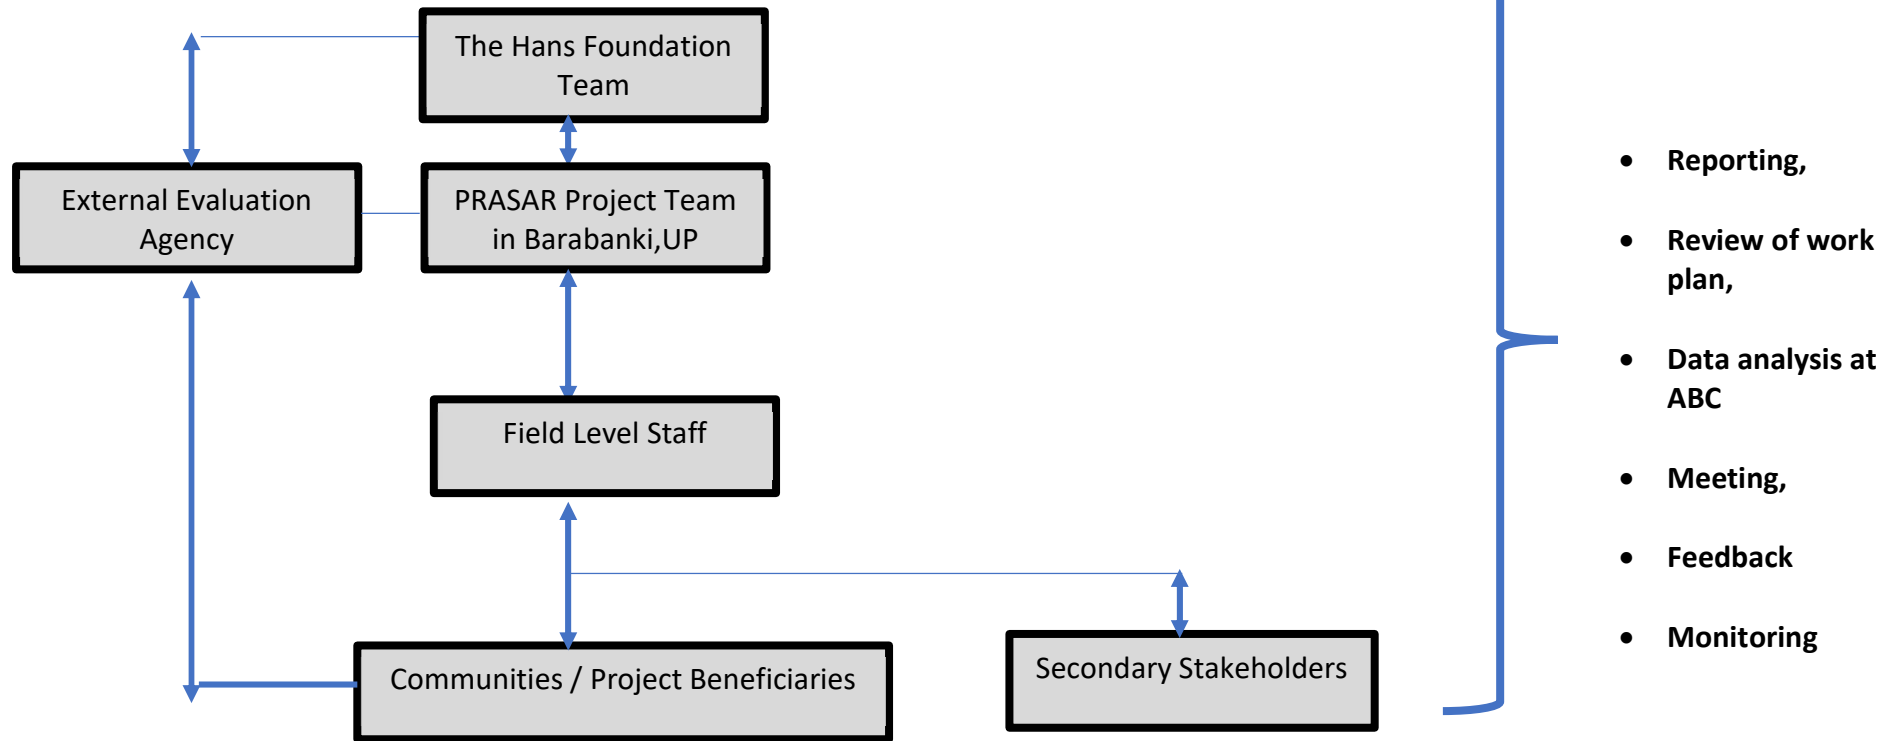 The Hans Foundation
Team
External Evaluation
Agency
PRASAR Project Team
in Barabanki,UP
Field Level Staff
Communities / Project Beneficiaries
Secondary Stakeholders
• Reporting,
• Review of work
plan,
• Data analysis at
ABC
• Meeting,
• Feedback
• Monitoring